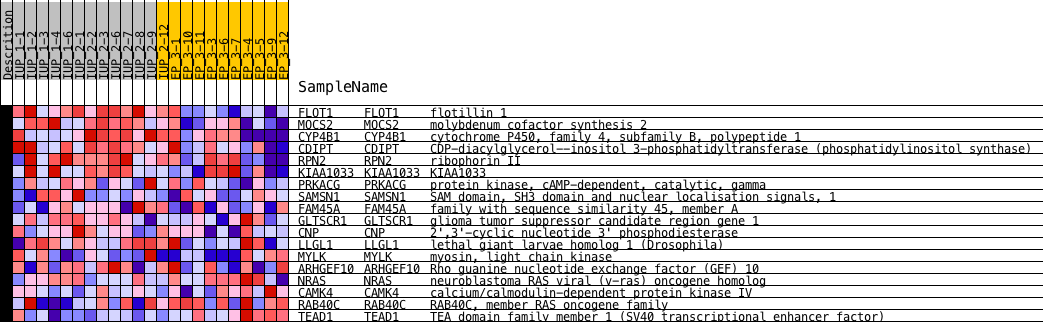 Descrition
IUP_1-1
IUP_1-2
IUP_1-3
IUP_1-4
IUP_1-6
IUP_2-1
IUP_2-2
IUP_2-3
IUP_2-6
IUP_2-7
IUP_2-8
IUP_2-9
IUP_2-12
EP_3-1
EP_3-10
EP_3-11
EP_3-3
EP_3-6
EP_3-7
EP_3-4
EP_3-5
EP_3-9
EP_3-12
SampleName
FLOT1 FLOT1 flotillin 1
MOCS2 MOCS2 molybdenum cofactor synthesis 2
CYP4B1 CYP4B1 cytochrome P450, family 4, subfamily B, polypeptide 1
CDIPT CDIPT CDP-diacylglycerol--inositol 3-phosphatidyltransferase (phosphatidylinositol synthase)
RPN2 RPN2 ribophorin II
KIAA1033 KIAA1033 KIAA1033
PRKACG PRKACG protein kinase, cAMP-dependent, catalytic, gamma
SAMSN1 SAMSN1 SAM domain, SH3 domain and nuclear localisation signals, 1
FAM45A FAM45A family with sequence similarity 45, member A
GLTSCR1 GLTSCR1 glioma tumor suppressor candidate region gene 1
CNP CNP 2',3'-cyclic nucleotide 3' phosphodiesterase
LLGL1 LLGL1 lethal giant larvae homolog 1 (Drosophila)
MYLK MYLK myosin, light chain kinase
ARHGEF10 ARHGEF10 Rho guanine nucleotide exchange factor (GEF) 10
NRAS NRAS neuroblastoma RAS viral (v-ras) oncogene homolog
CAMK4 CAMK4 calcium/calmodulin-dependent protein kinase IV
RAB40C RAB40C RAB40C, member RAS oncogene family
TEAD1 TEAD1 TEA domain family member 1 (SV40 transcriptional enhancer factor)